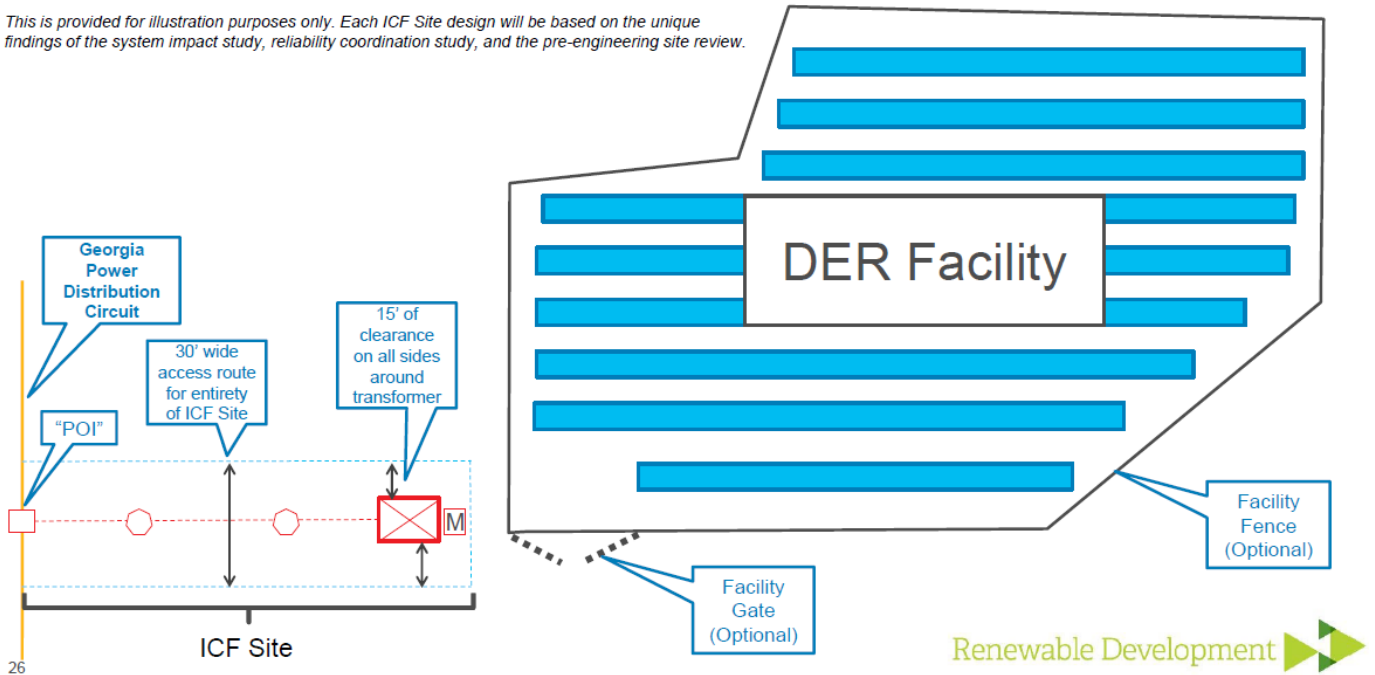 This is provided for illustration purposes only. Each ICF Site design will be based on the unique
findings of the system impact study, reliability coordination study, and the pre-engineering site review.
DER Facility
Georgia
Power
Distribution
Circuit
30’ wide
access route
for entirety
of ICF Site
15’ of
clearance
on all sides
around
transformer
“POI”
M
ICF Site
Facility
Gate
(Optional)
Facility
Fence
(Optional)
Renewable Development
26